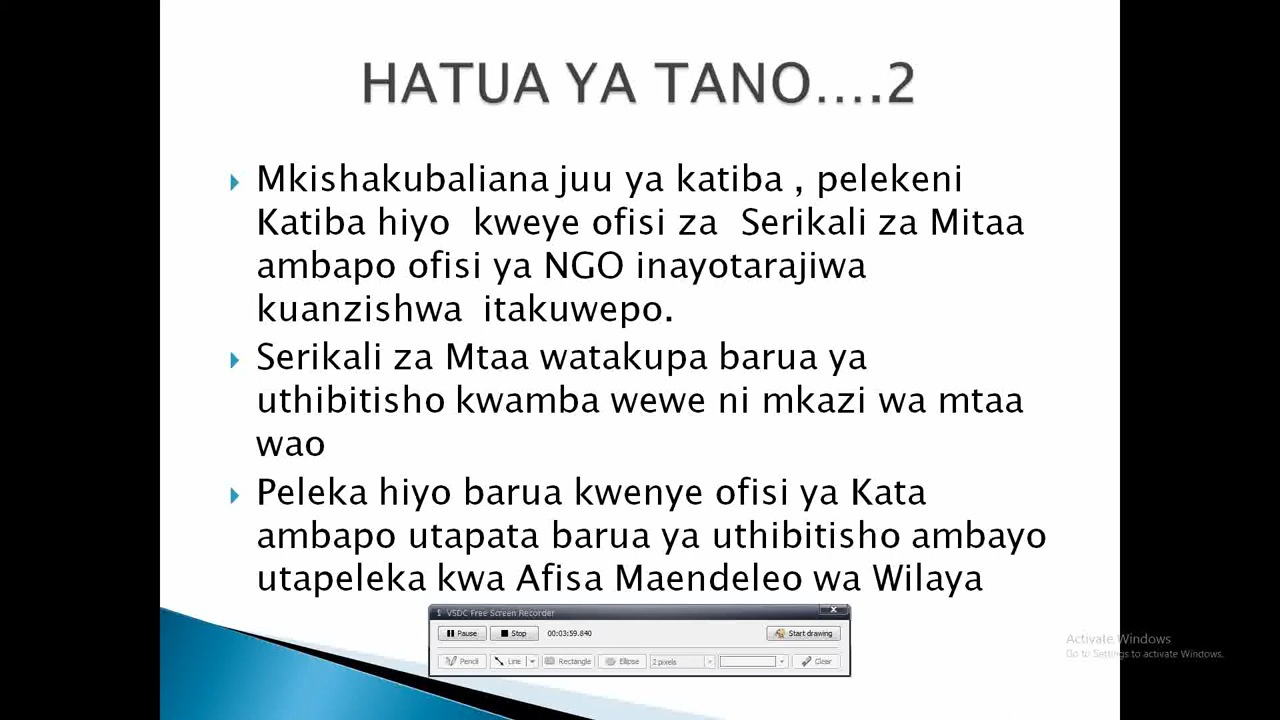 HATUA YA TANO....2
Mkishakubaliana juu ya katiba , pelekeni
Katiba hiyo kweye ofisi za Serikali za Mitaa
ambapo ofisi ya NGO inayotarajiwa
kuanzishwa itakuwepo.
Serikali za Mtaa watakupa barua ya
uthibitisho kwamba wewe ni mkazi wa mtaa
wao
Peleka hiyo barua kwenye ofisi ya Kata
ambapo utapata barua ya uthibitisho ambayo
utapeleka kwa Afisa Maendeleo wa Wilaya
VSDC Free Screen Recorder
Pause Stop 00:03:59.840 Start drawing
Pencil Line Rectangle Ellipse 2 pixels Clear
Activate Windows
Go to Settings to activate Windows.